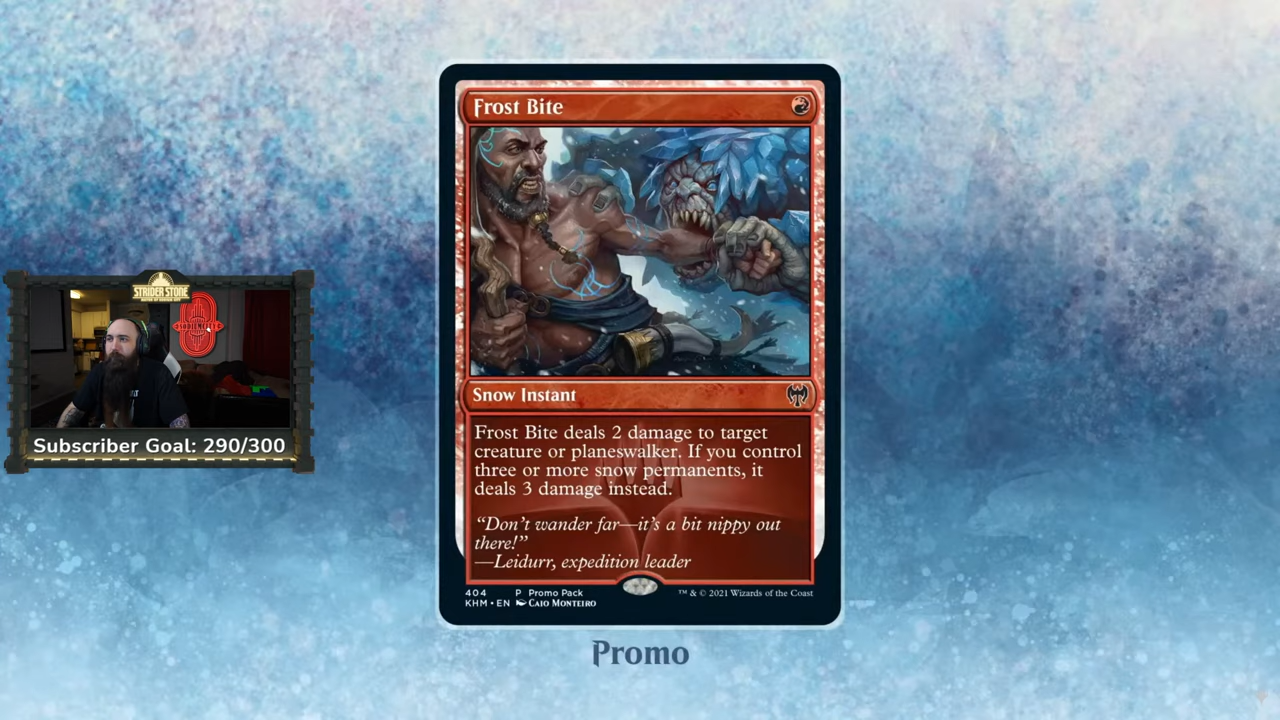 Frost Bite
STRIDER STONE
Subscriber Goal: 290/300
Snow Instant
Frost Bite deals 2 damage to target
creature or planeswalker. If you control
three or more snow permanents, it
deals 3 damage instead.
“Don’t wander far—it’s a bit nippy out
there!”
—Leidurr, expedition leader
404 P Promo Pack
KHM • EN CAIO MONTEIRO
™ & © 2021 Wizards of the Coast
Promo